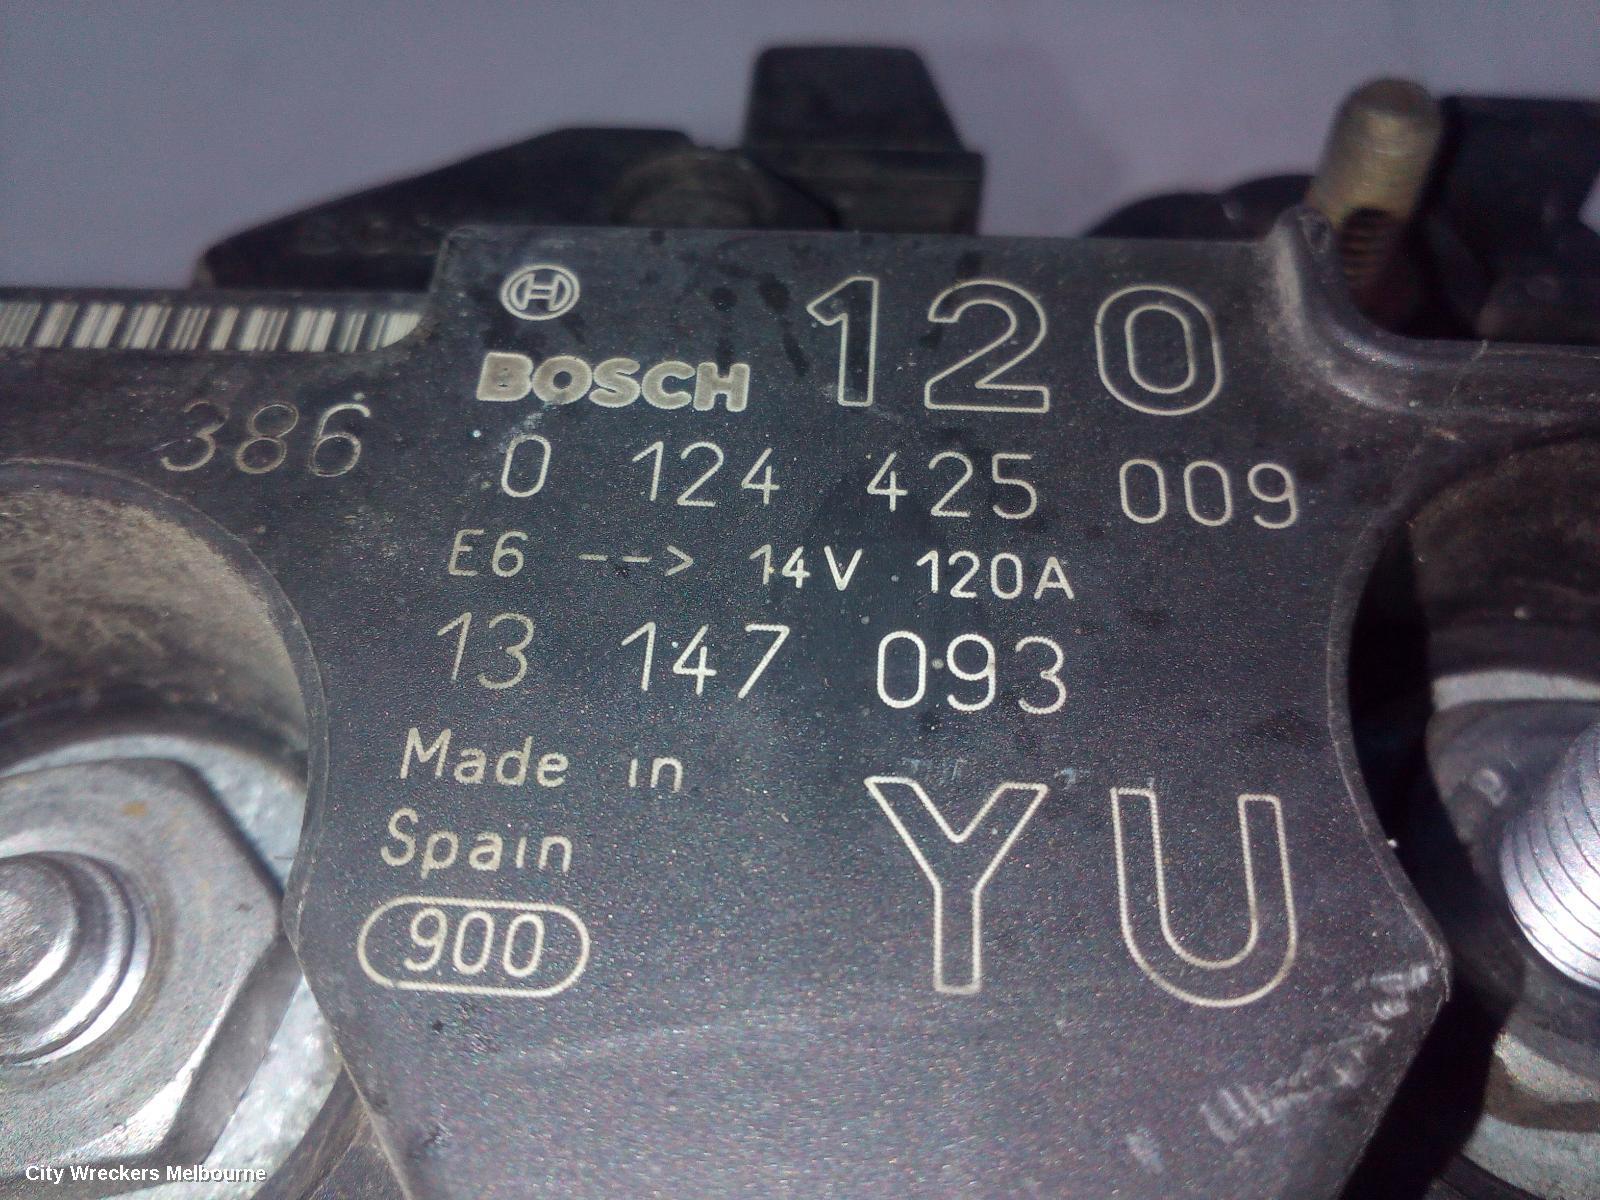 BOSCH 120
386
0 124 425 009
E6 --> 14V 120A
13 147 093
Made in
Spain
YU
900
City Wreckers Melbourne